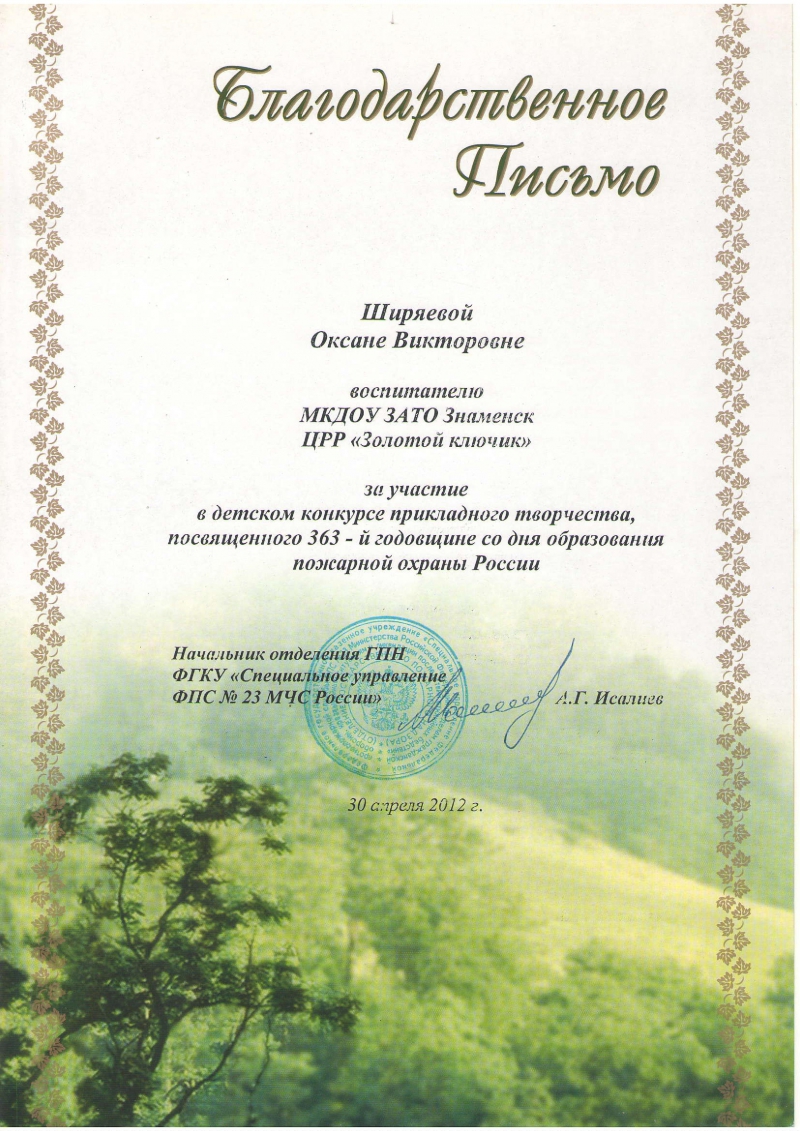 Благодарственное
Письмо
Ширяевой
Оксане Викторовне
воспитателю
МКДОУ ЗАТО Знаменск
ЦРР «Золотой ключик»
за участие
в детском конкурсе прикладного творчества,
посвященного 363 - й годовщине со дня образования
пожарной охраны России
Начальник отделения ГПН
ФГКУ «Специальное управление
ФПС № 23 МЧС России»
А.Г. Исалиев
30 апреля 2012 г.